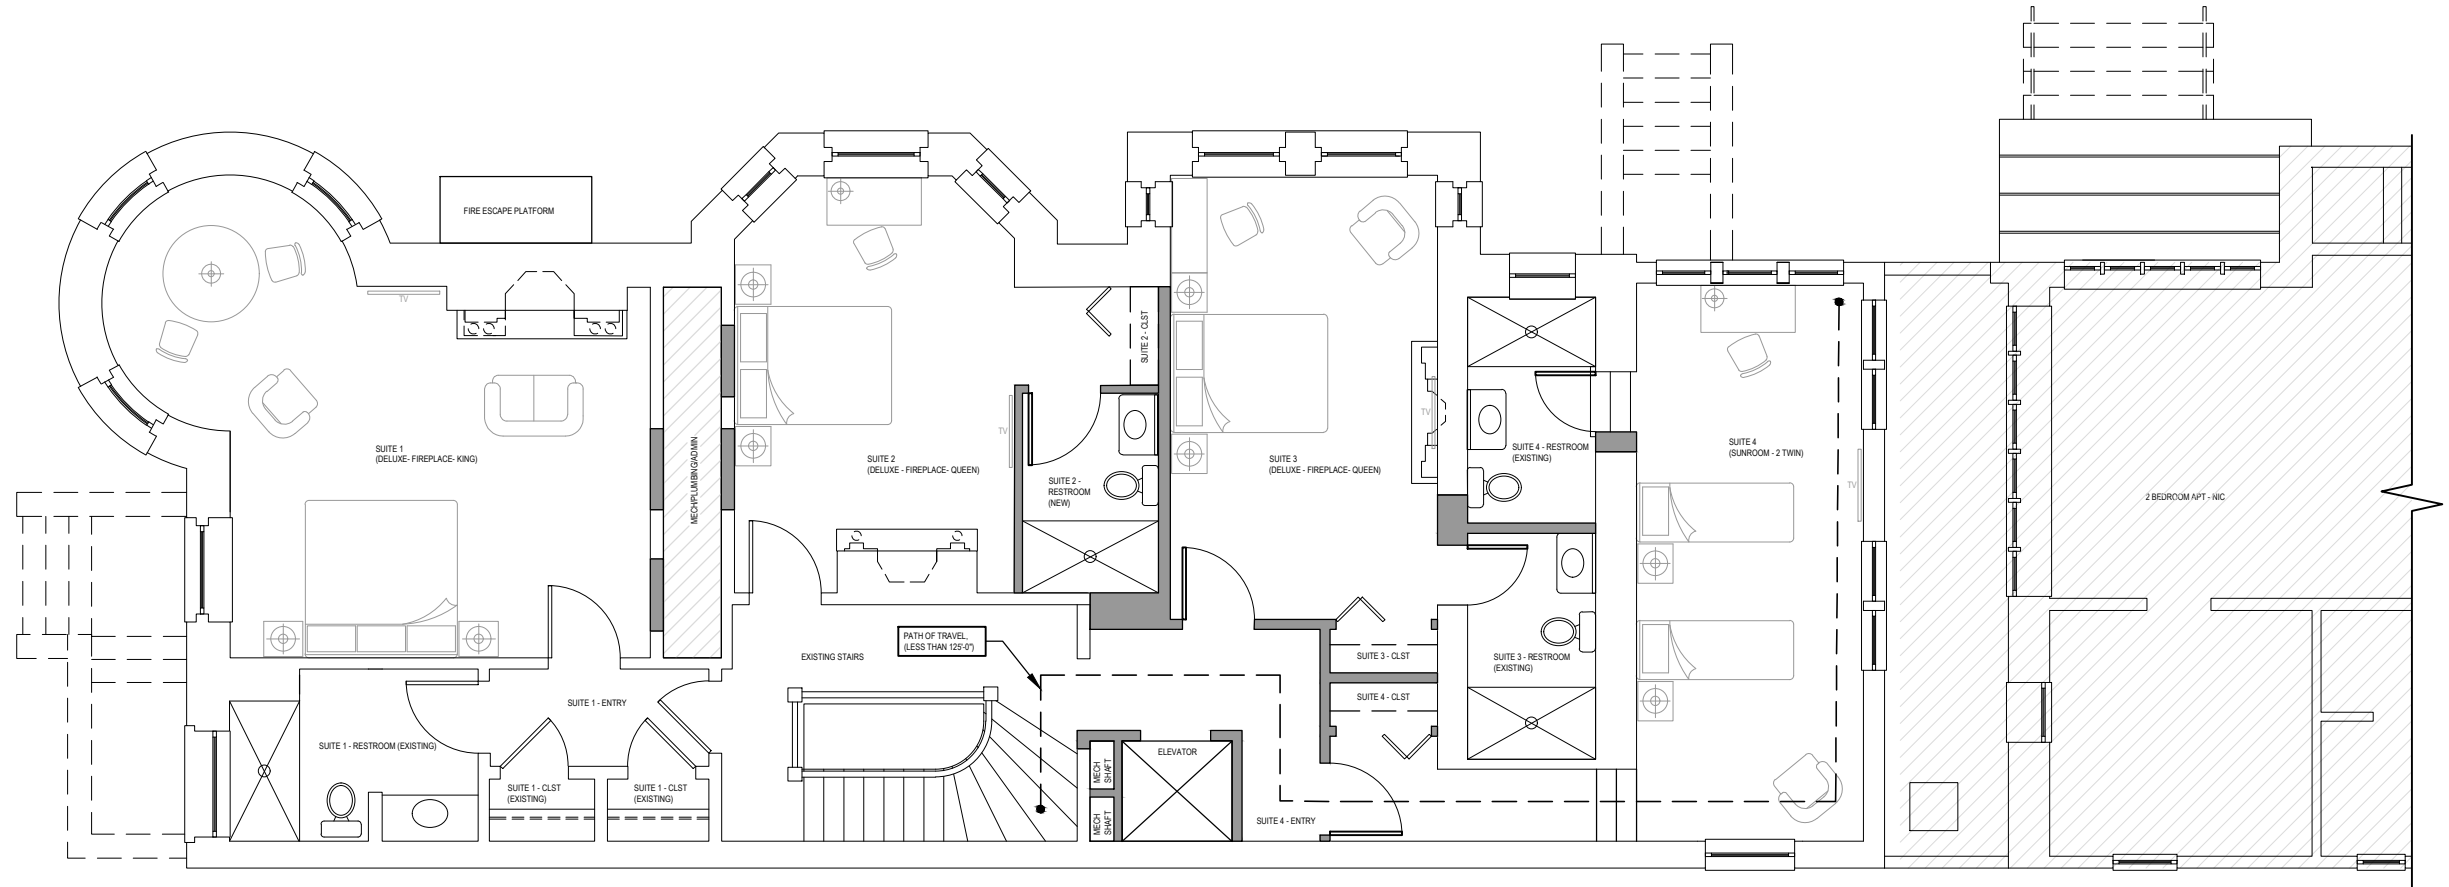 FIRE ESCAPE PLATFORM
TV
SUITE 1
(DELUXE- FIREPLACE- KING)
MECH/PLUMBING/ADMIN
SUITE 2
(DELUXE - FIREPLACE- QUEEN)
TV
SUITE 2 - CLST
SUITE 2 -
RESTROOM
(NEW)
SUITE 3
(DELUXE - FIREPLACE- QUEEN)
TV
SUITE 4 - RESTROOM
(EXISTING)
SUITE 4
(SUNROOM - 2 TWIN)
TV
2 BEDROOM APT - NIC
PATH OF TRAVEL,
(LESS THAN 125'-0")
EXISTING STAIRS
SUITE 3 - CLST
SUITE 3 - RESTROOM
(EXISTING)
SUITE 4 - CLST
SUITE 1 - ENTRY
SUITE 1 - RESTROOM (EXISTING)
SUITE 1 - CLST
(EXISTING)
SUITE 1 - CLST
(EXISTING)
MECH
SHAFT
MECH
SHAFT
ELEVATOR
SUITE 4 - ENTRY